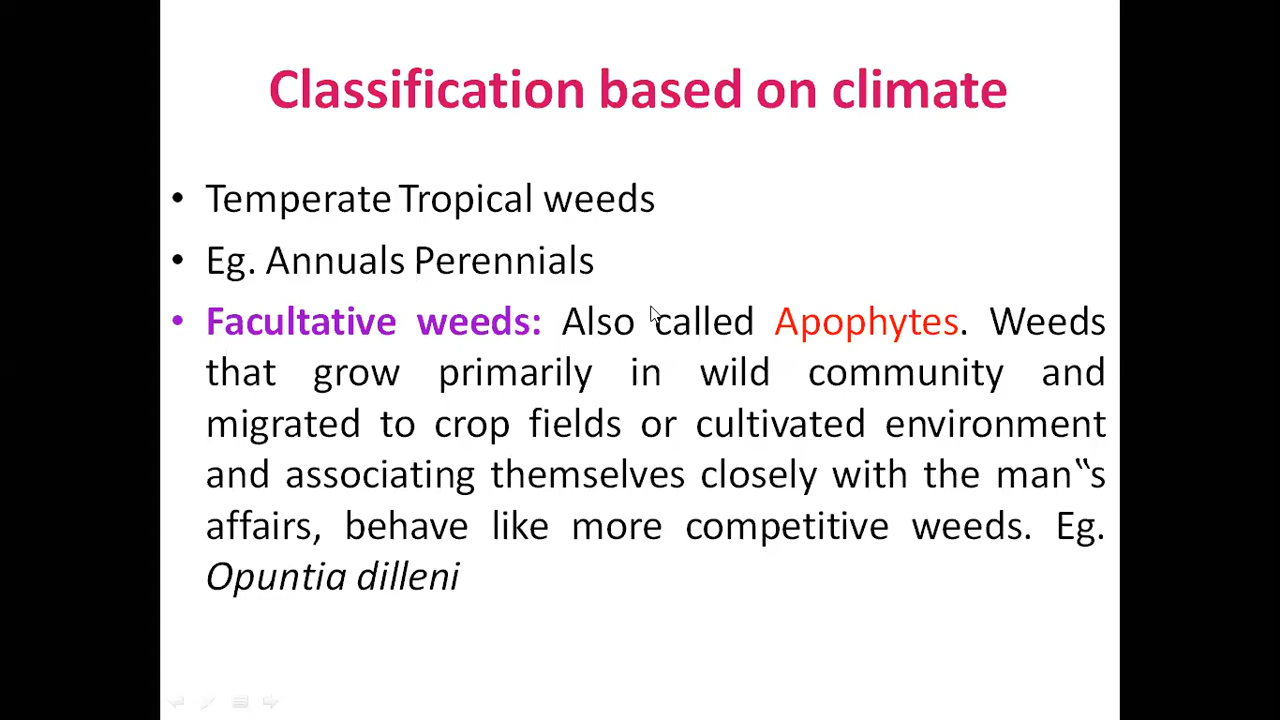 Classification based on climate
• Temperate Tropical weeds
• Eg. Annuals Perennials
• Facultative weeds: Also called Apophytes. Weeds
that grow primarily in wild community and
migrated to crop fields or cultivated environment
and associating themselves closely with the man‟s
affairs, behave like more competitive weeds. Eg.
Opuntia dilleni